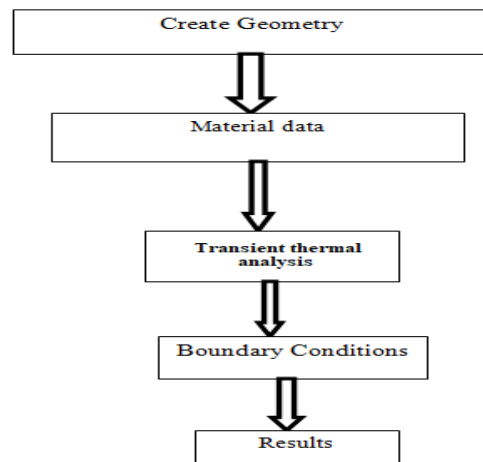 Create Geometry
Material data
Transient thermal
analysis
Boundary Conditions
Results